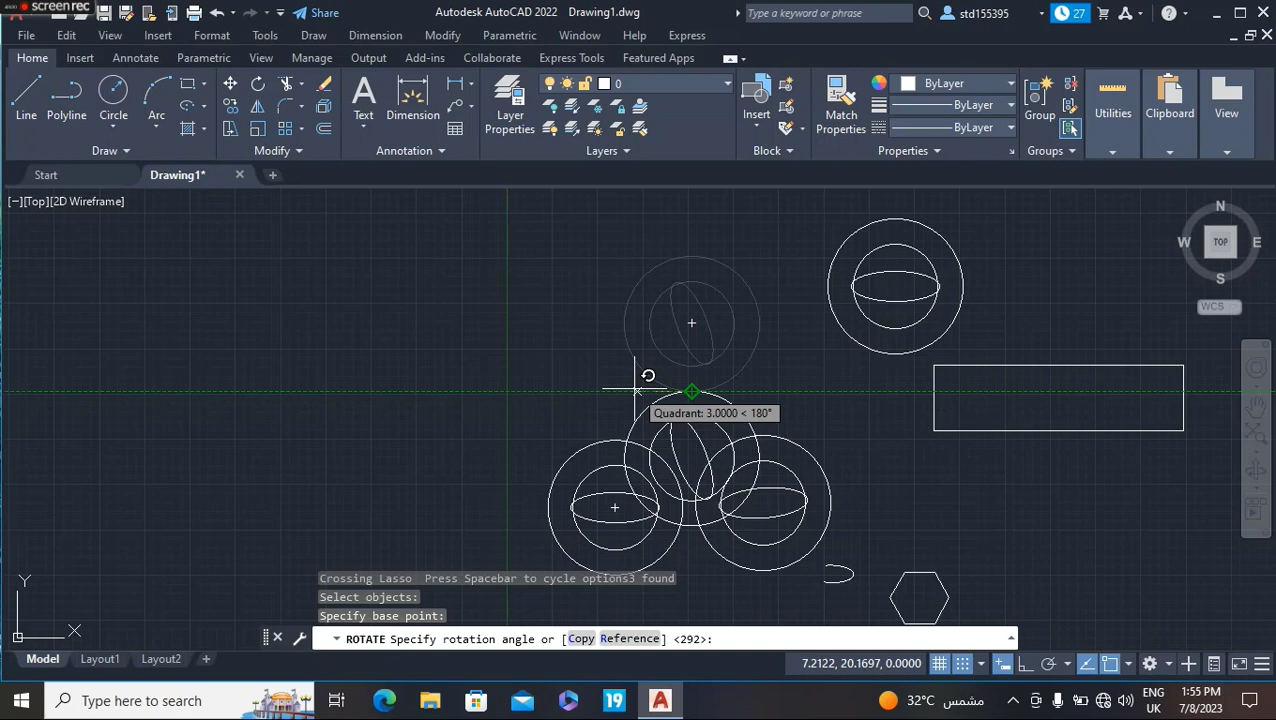 screen rec
Share
Autodesk AutoCAD 2022 Drawing1.dwg
Type a keyword or phrase
std155395
27
File Edit View Insert Format Tools Draw Dimension Modify Parametric Window Help Express
Home Insert Annotate Parametric View Manage Output Add-ins Collaborate Express Tools Featured Apps
0
ByLayer
Line Polyline Circle Arc
Text Dimension
Layer Properties
Insert
Match Properties
ByLayer
ByLayer
Group
Utilities Clipboard View
Draw Modify Annotation Layers Block Properties Groups
Start Drawing1*
[−][Top][2D Wireframe]
N
W TOP E
S
WCS
Quadrant: 3.0000 < 180°
Y
X
Crossing Lasso Press Spacebar to cycle options3 found
Select objects:
Specify base point:
ROTATE Specify rotation angle or [Copy Reference] <292>:
Model Layout1 Layout2
7.2122, 20.1697, 0.0000
Type here to search
19
A
32°C
مشمس
ENG
UK
1:55 PM
7/8/2023